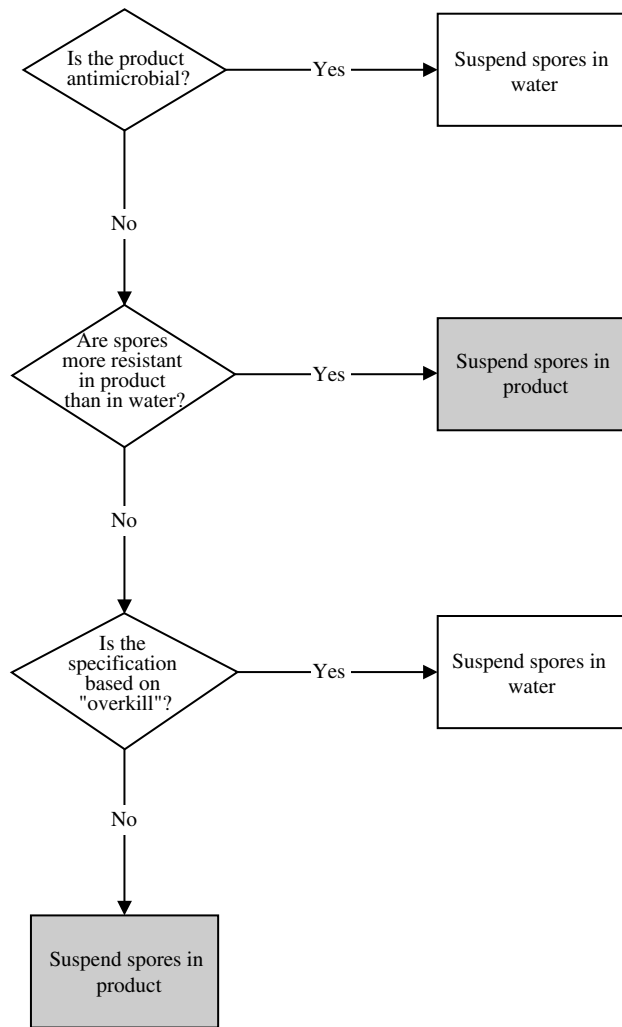 Is the product
antimicrobial?
Yes
Suspend spores in
water
No
Are spores
more resistant
in product
than in water?
Yes
Suspend spores in
product
No
Is the
specification
based on
"overkill"?
Yes
Suspend spores in
water
No
Suspend spores in
product